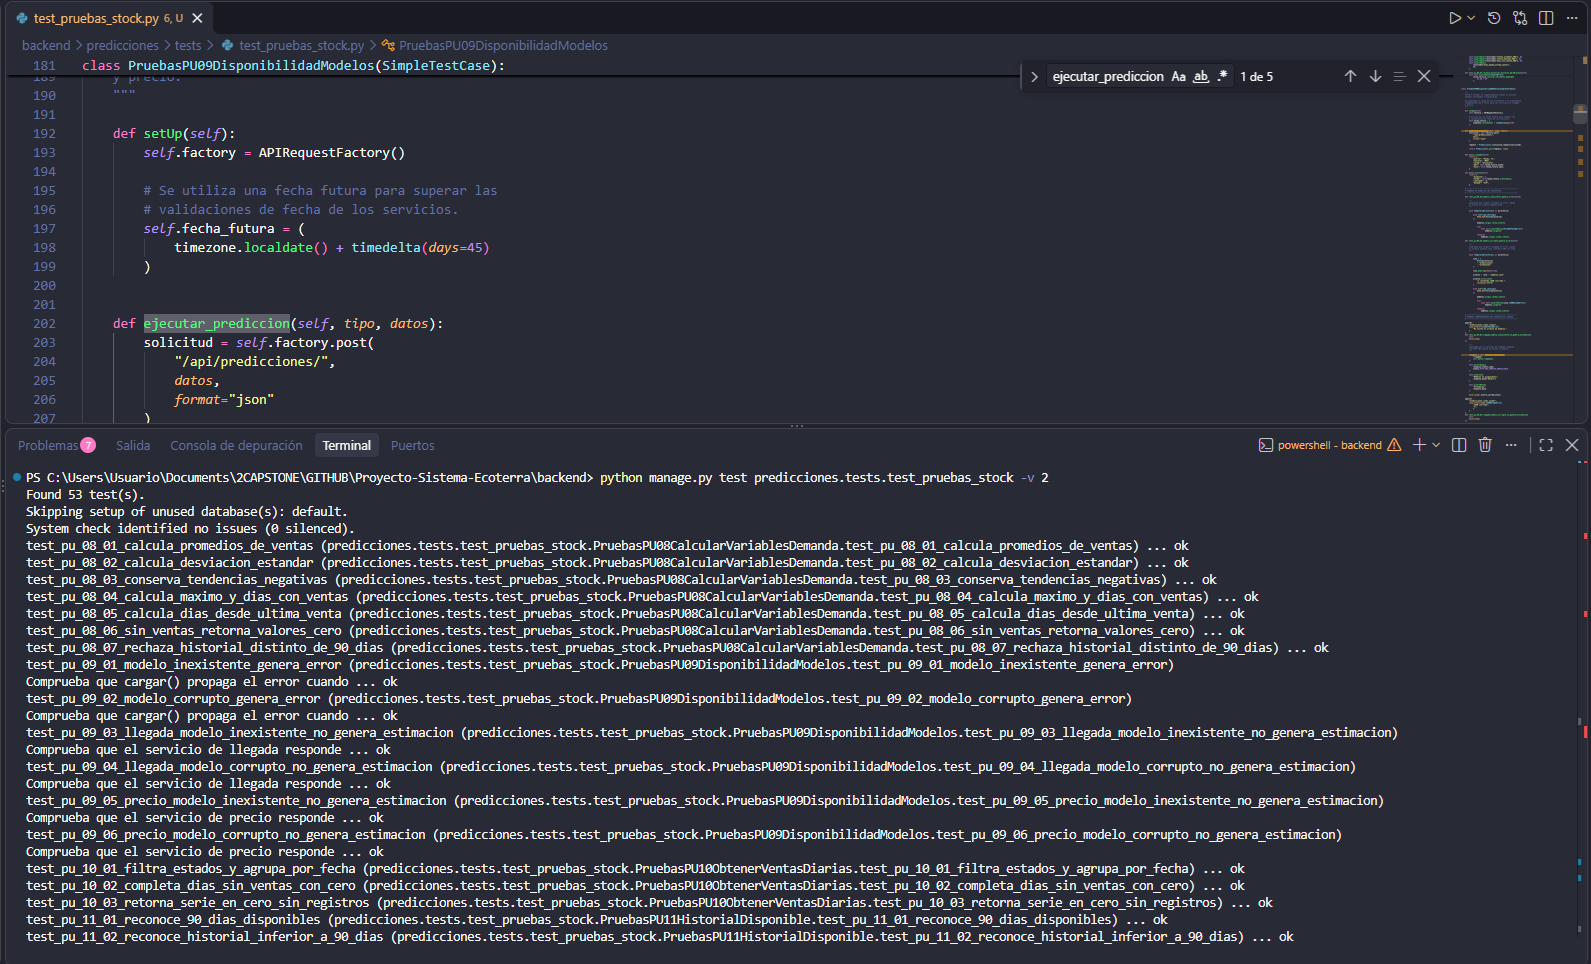 test_pruebas_stock.py 6, U
backend > predicciones > tests > test_pruebas_stock.py > PruebasPU09DisponibilidadModelos
181 class PruebasPU09DisponibilidadModelos(SimpleTestCase):
ejecutar_prediccion Aa ab .* 1 de 5
189 y precio.
190 """
191
192 def setUp(self):
193 self.factory = APIRequestFactory()
194
195 # Se utiliza una fecha futura para superar las
196 # validaciones de fecha de los servicios.
197 self.fecha_futura = (
198 timezone.localdate() + timedelta(days=45)
199 )
200
201
202 def ejecutar_prediccion(self, tipo, datos):
203 solicitud = self.factory.post(
204 "/api/predicciones/",
205 datos,
206 format="json"
207 )
Problemas 7 Salida Consola de depuración Terminal Puertos powershell - backend
PS C:\Users\Usuario\Documents\2CAPSTONE\GITHUB\Proyecto-Sistema-Ecoterra\backend> python manage.py test predicciones.tests.test_pruebas_stock -v 2
Found 53 test(s).
Skipping setup of unused database(s): default.
System check identified no issues (0 silenced).
test_pu_08_01_calcula_promedios_de_ventas (predicciones.tests.test_pruebas_stock.PruebasPU08CalcularVariablesDemanda.test_pu_08_01_calcula_promedios_de_ventas) ... ok
test_pu_08_02_calcula_desviacion_estandar (predicciones.tests.test_pruebas_stock.PruebasPU08CalcularVariablesDemanda.test_pu_08_02_calcula_desviacion_estandar) ... ok
test_pu_08_03_conserva_tendencias_negativas (predicciones.tests.test_pruebas_stock.PruebasPU08CalcularVariablesDemanda.test_pu_08_03_conserva_tendencias_negativas) ... ok
test_pu_08_04_calcula_maximo_y_dias_con_ventas (predicciones.tests.test_pruebas_stock.PruebasPU08CalcularVariablesDemanda.test_pu_08_04_calcula_maximo_y_dias_con_ventas) ... ok
test_pu_08_05_calcula_dias_desde_ultima_venta (predicciones.tests.test_pruebas_stock.PruebasPU08CalcularVariablesDemanda.test_pu_08_05_calcula_dias_desde_ultima_venta) ... ok
test_pu_08_06_sin_ventas_retorna_valores_cero (predicciones.tests.test_pruebas_stock.PruebasPU08CalcularVariablesDemanda.test_pu_08_06_sin_ventas_retorna_valores_cero) ... ok
test_pu_08_07_rechaza_historial_distinto_de_90_dias (predicciones.tests.test_pruebas_stock.PruebasPU08CalcularVariablesDemanda.test_pu_08_07_rechaza_historial_distinto_de_90_dias) ... ok
test_pu_09_01_modelo_inexistente_genera_error (predicciones.tests.test_pruebas_stock.PruebasPU09DisponibilidadModelos.test_pu_09_01_modelo_inexistente_genera_error)
Comprueba que cargar() propaga el error cuando ... ok
test_pu_09_02_modelo_corrupto_genera_error (predicciones.tests.test_pruebas_stock.PruebasPU09DisponibilidadModelos.test_pu_09_02_modelo_corrupto_genera_error)
Comprueba que cargar() propaga el error cuando ... ok
test_pu_09_03_llegada_modelo_inexistente_no_genera_estimacion (predicciones.tests.test_pruebas_stock.PruebasPU09DisponibilidadModelos.test_pu_09_03_llegada_modelo_inexistente_no_genera_estimacion)
Comprueba que el servicio de llegada responde ... ok
test_pu_09_04_llegada_modelo_corrupto_no_genera_estimacion (predicciones.tests.test_pruebas_stock.PruebasPU09DisponibilidadModelos.test_pu_09_04_llegada_modelo_corrupto_no_genera_estimacion)
Comprueba que el servicio de llegada responde ... ok
test_pu_09_05_precio_modelo_inexistente_no_genera_estimacion (predicciones.tests.test_pruebas_stock.PruebasPU09DisponibilidadModelos.test_pu_09_05_precio_modelo_inexistente_no_genera_estimacion)
Comprueba que el servicio de precio responde ... ok
test_pu_09_06_precio_modelo_corrupto_no_genera_estimacion (predicciones.tests.test_pruebas_stock.PruebasPU09DisponibilidadModelos.test_pu_09_06_precio_modelo_corrupto_no_genera_estimacion)
Comprueba que el servicio de precio responde ... ok
test_pu_10_01_filtra_estados_y_agrupa_por_fecha (predicciones.tests.test_pruebas_stock.PruebasPU10ObtenerVentasDiarias.test_pu_10_01_filtra_estados_y_agrupa_por_fecha) ... ok
test_pu_10_02_completa_dias_sin_ventas_con_cero (predicciones.tests.test_pruebas_stock.PruebasPU10ObtenerVentasDiarias.test_pu_10_02_completa_dias_sin_ventas_con_cero) ... ok
test_pu_10_03_retorna_serie_en_cero_sin_registros (predicciones.tests.test_pruebas_stock.PruebasPU10ObtenerVentasDiarias.test_pu_10_03_retorna_serie_en_cero_sin_registros) ... ok
test_pu_11_01_reconoce_90_dias_disponibles (predicciones.tests.test_pruebas_stock.PruebasPU11HistorialDisponible.test_pu_11_01_reconoce_90_dias_disponibles) ... ok
test_pu_11_02_reconoce_historial_inferior_a_90_dias (predicciones.tests.test_pruebas_stock.PruebasPU11HistorialDisponible.test_pu_11_02_reconoce_historial_inferior_a_90_dias) ... ok